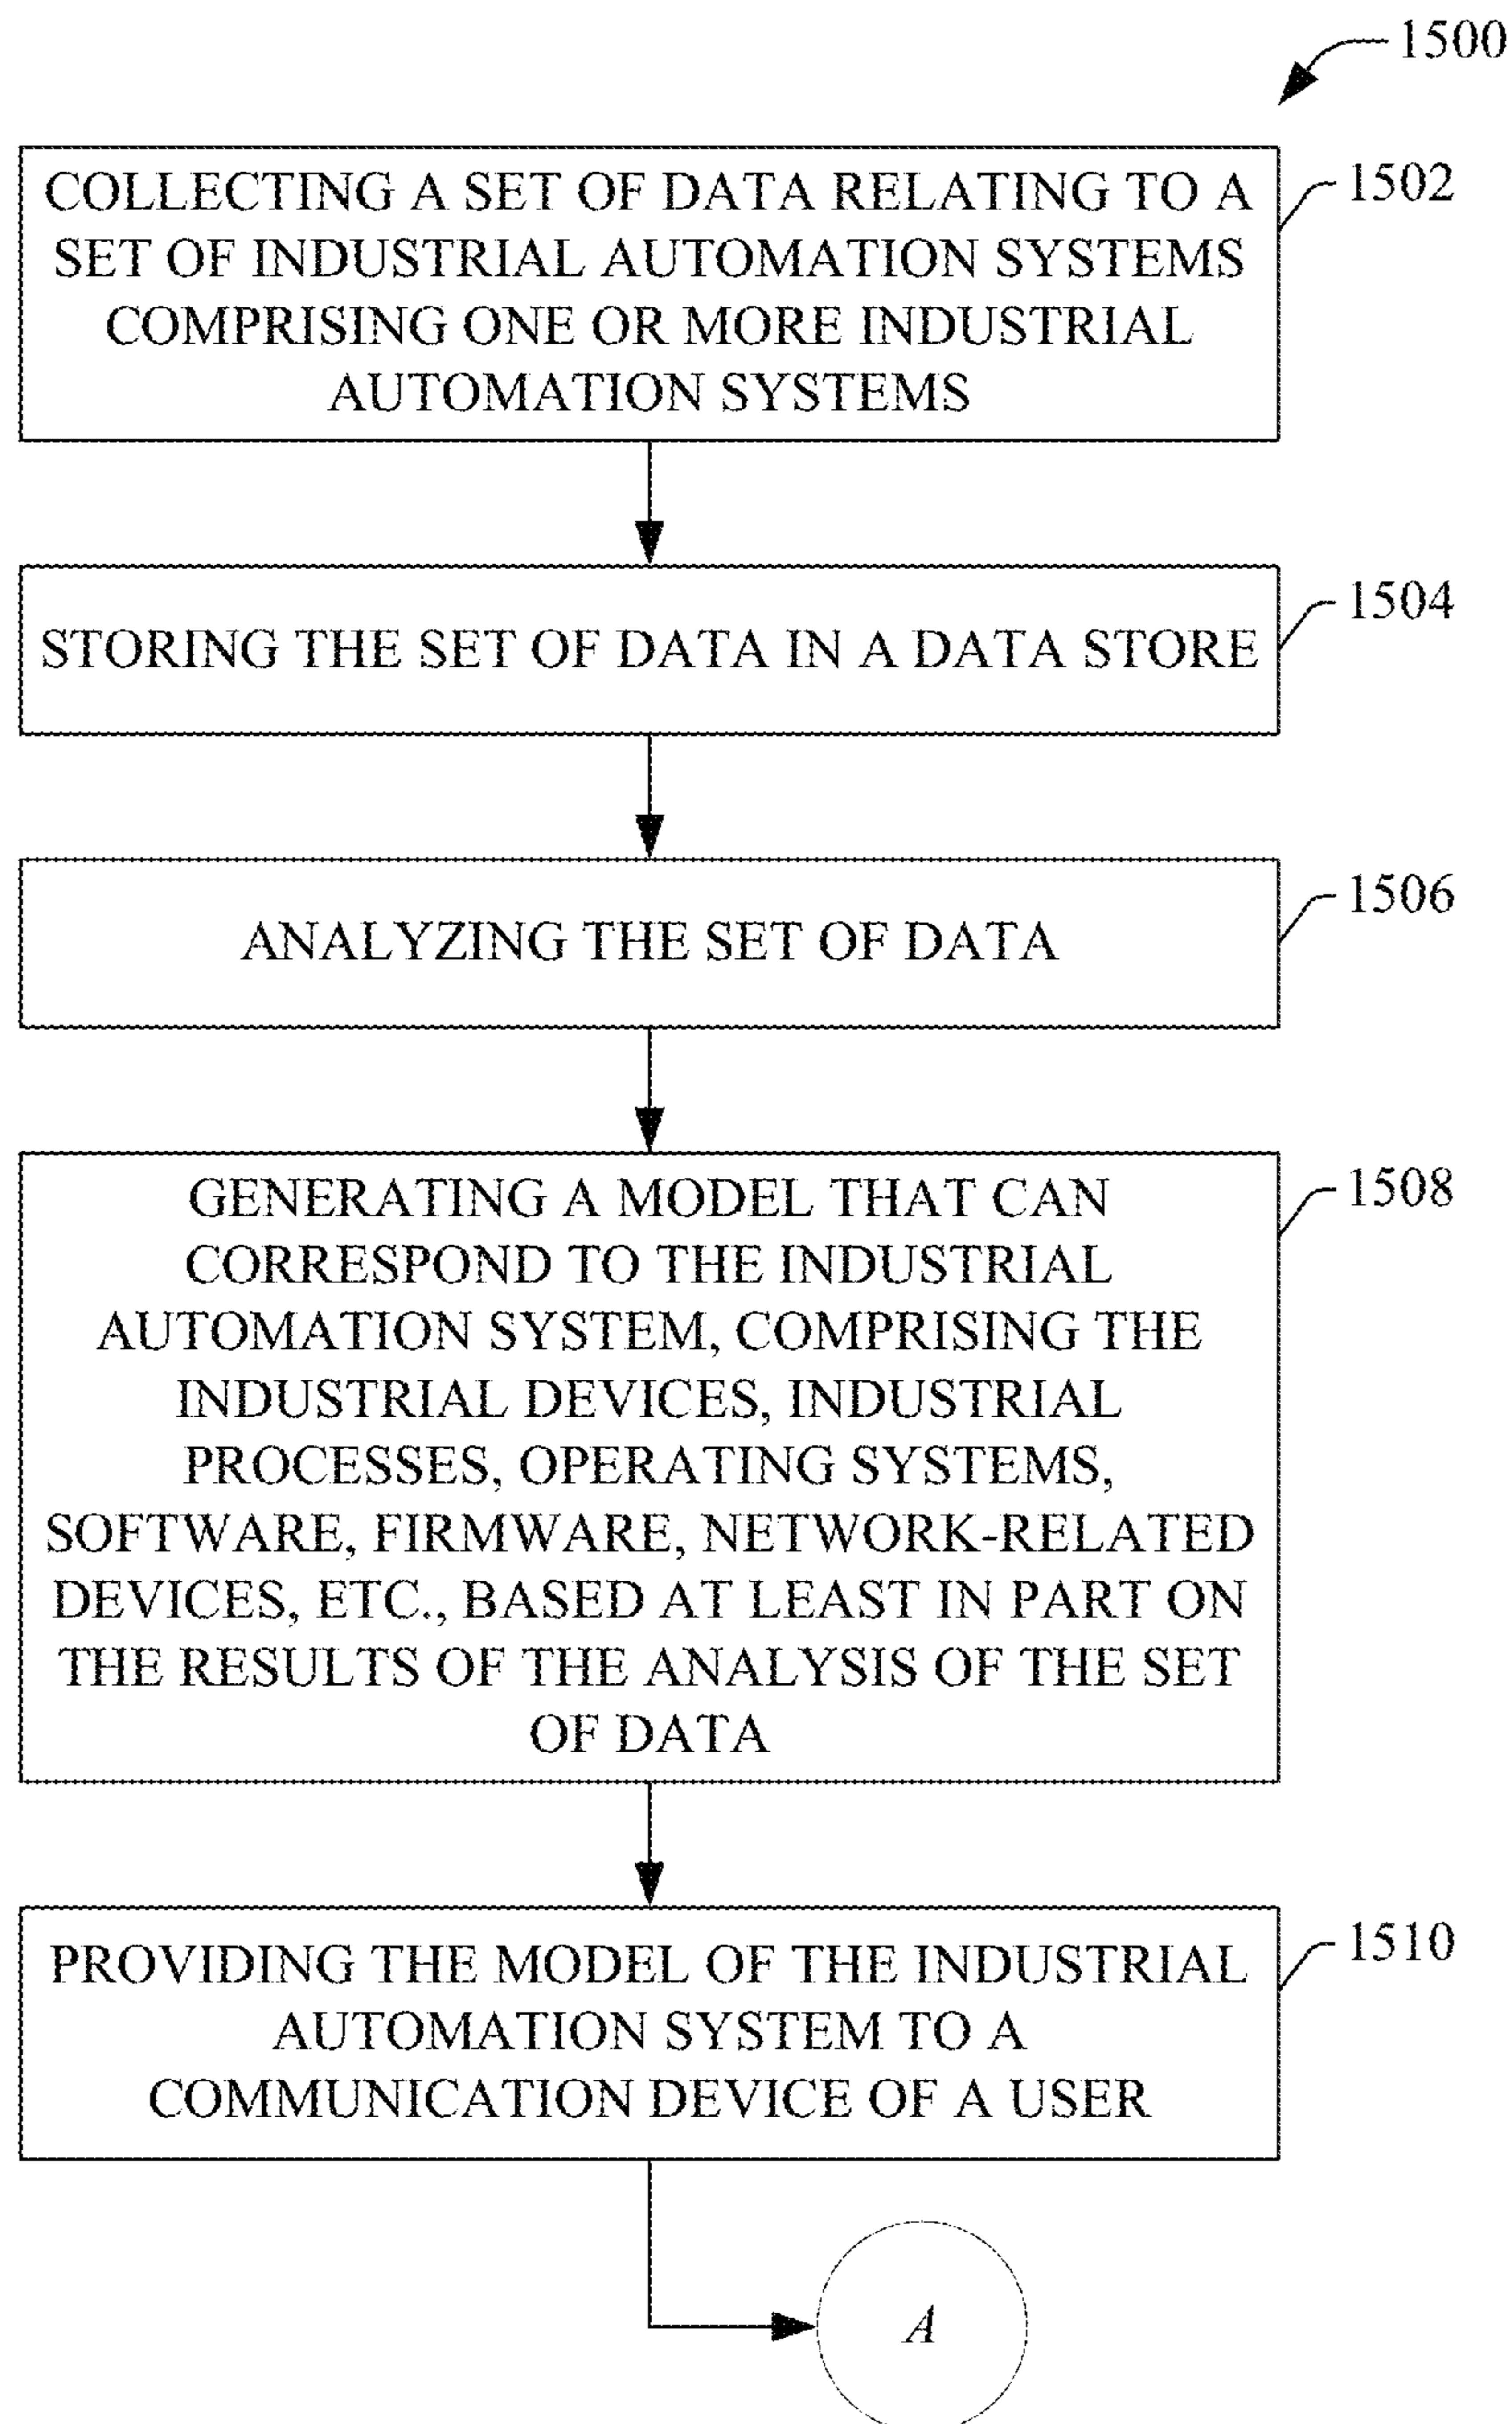 1500
COLLECTING A SET OF DATA RELATING TO A
SET OF INDUSTRIAL AUTOMATION SYSTEMS
COMPRISING ONE OR MORE INDUSTRIAL
AUTOMATION SYSTEMS
1502
STORING THE SET OF DATA IN A DATA STORE
1504
ANALYZING THE SET OF DATA
1506
GENERATING A MODEL THAT CAN
CORRESPOND TO THE INDUSTRIAL
AUTOMATION SYSTEM, COMPRISING THE
INDUSTRIAL DEVICES, INDUSTRIAL
PROCESSES, OPERATING SYSTEMS,
SOFTWARE, FIRMWARE, NETWORK-RELATED
DEVICES, ETC., BASED AT LEAST IN PART ON
THE RESULTS OF THE ANALYSIS OF THE SET
OF DATA
1508
PROVIDING THE MODEL OF THE INDUSTRIAL
AUTOMATION SYSTEM TO A
COMMUNICATION DEVICE OF A USER
1510
A